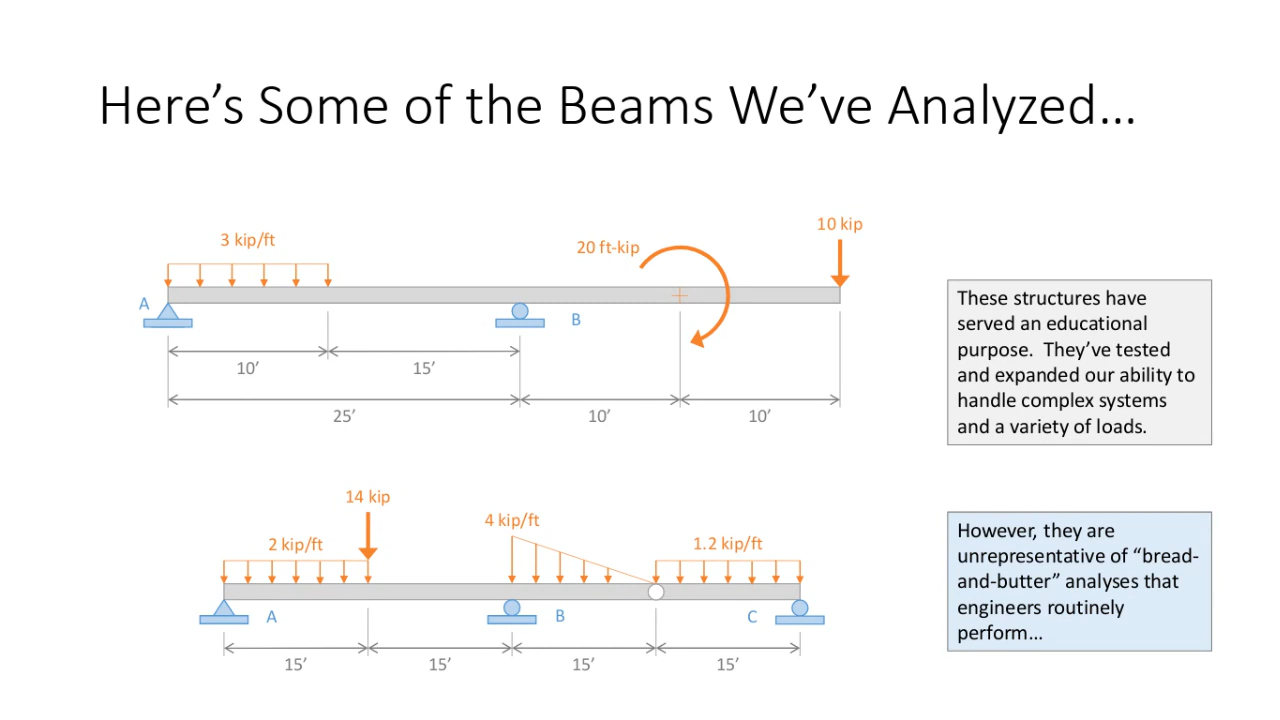 Here’s Some of the Beams We’ve Analyzed…
10 kip
3 kip/ft
20 ft-kip
A
B
10’
15’
25’
10’
10’
These structures have
served an educational
purpose. They’ve tested
and expanded our ability to
handle complex systems
and a variety of loads.
14 kip
4 kip/ft
2 kip/ft
1.2 kip/ft
A
B
C
15’
15’
15’
15’
However, they are
unrepresentative of “bread-
and-butter” analyses that
engineers routinely
perform…